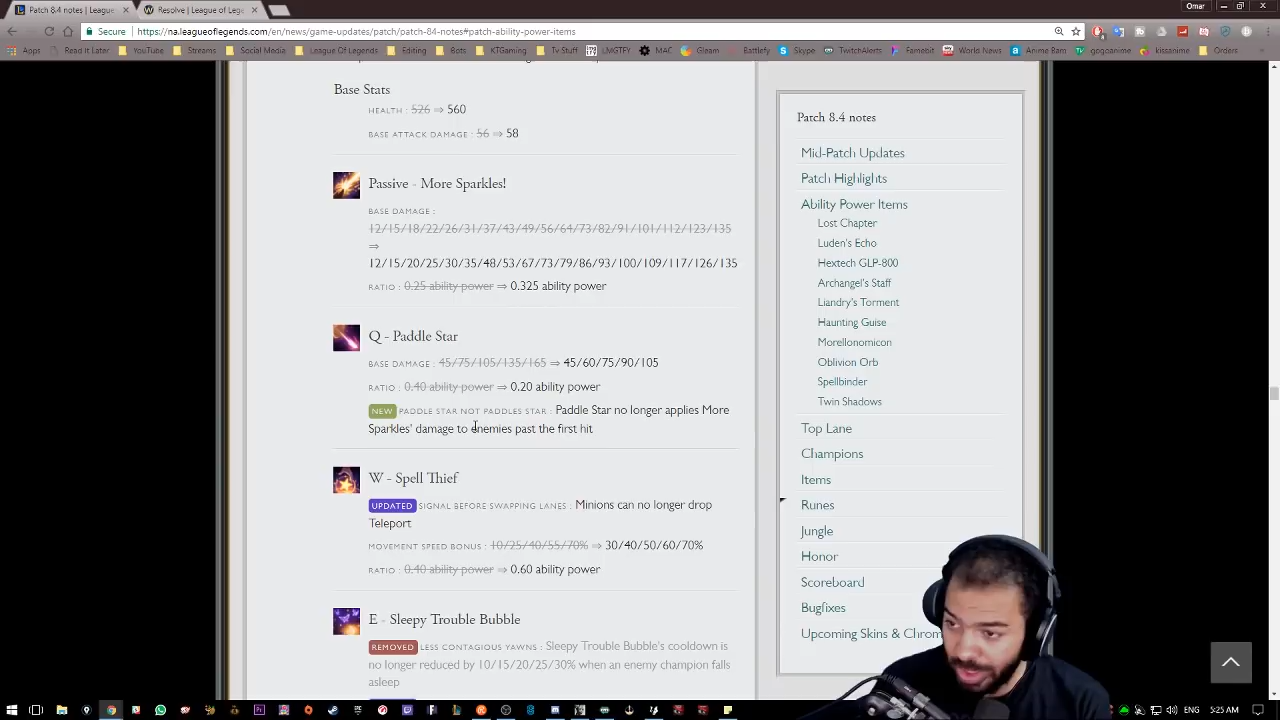 Patch 8.4 notes | League
Resolve | League of Leg
Omar
Secure
https://na.leagueoflegends.com/en/news/game-updates/patch/patch-84-notes#patch-ability-power-items
Apps
Read It Later
YouTube
Streams
Social Media
League Of Legends
Editing
Bots
KTGaming
Tv Stuff
LMGTFY
MAC
Gleam
Battlefy
Skype
TwitchAlerts
Famebit
World News
Anime Bam
gogoanime
kissanime
Orders
Base Stats
HEALTH : 526 ⇒ 560
BASE ATTACK DAMAGE : 56 ⇒ 58
Passive - More Sparkles!
BASE DAMAGE :
12/15/18/22/26/31/37/43/49/56/64/73/82/91/101/112/123/135
⇒
12/15/20/25/30/35/48/53/67/73/79/86/93/100/109/117/126/135
RATIO : 0.25 ability power ⇒ 0.325 ability power
Q - Paddle Star
BASE DAMAGE : 45/75/105/135/165 ⇒ 45/60/75/90/105
RATIO : 0.40 ability power ⇒ 0.20 ability power
NEW PADDLE STAR NOT PADDLES STAR : Paddle Star no longer applies More
Sparkles' damage to enemies past the first hit
W - Spell Thief
UPDATED SIGNAL BEFORE SWAPPING LANES : Minions can no longer drop
Teleport
MOVEMENT SPEED BONUS : 10/25/40/55/70% ⇒ 30/40/50/60/70%
RATIO : 0.40 ability power ⇒ 0.60 ability power
E - Sleepy Trouble Bubble
REMOVED LESS CONTAGIOUS YAWNS : Sleepy Trouble Bubble's cooldown is
no longer reduced by 10/15/20/25/30% when an enemy champion falls
asleep
Patch 8.4 notes
Mid-Patch Updates
Patch Highlights
Ability Power Items
Lost Chapter
Luden's Echo
Hextech GLP-800
Archangel's Staff
Liandry's Torment
Haunting Guise
Morellonomicon
Oblivion Orb
Spellbinder
Twin Shadows
Top Lane
Champions
Items
Runes
Jungle
Honor
Scoreboard
Bugfixes
Upcoming Skins & Chrom
ENG
5:25 AM